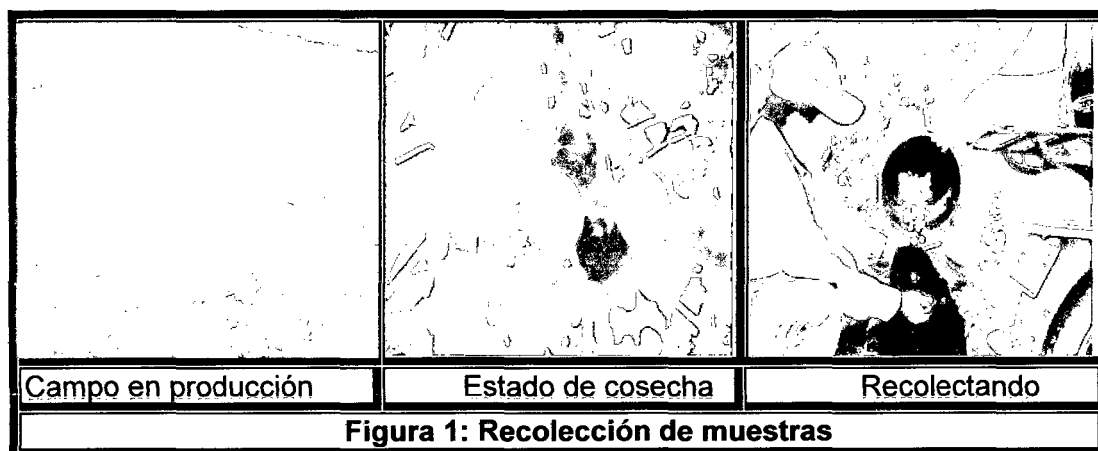 Campo en producción
Estado de cosecha
Recolectando
Figura 1: Recolección de muestras